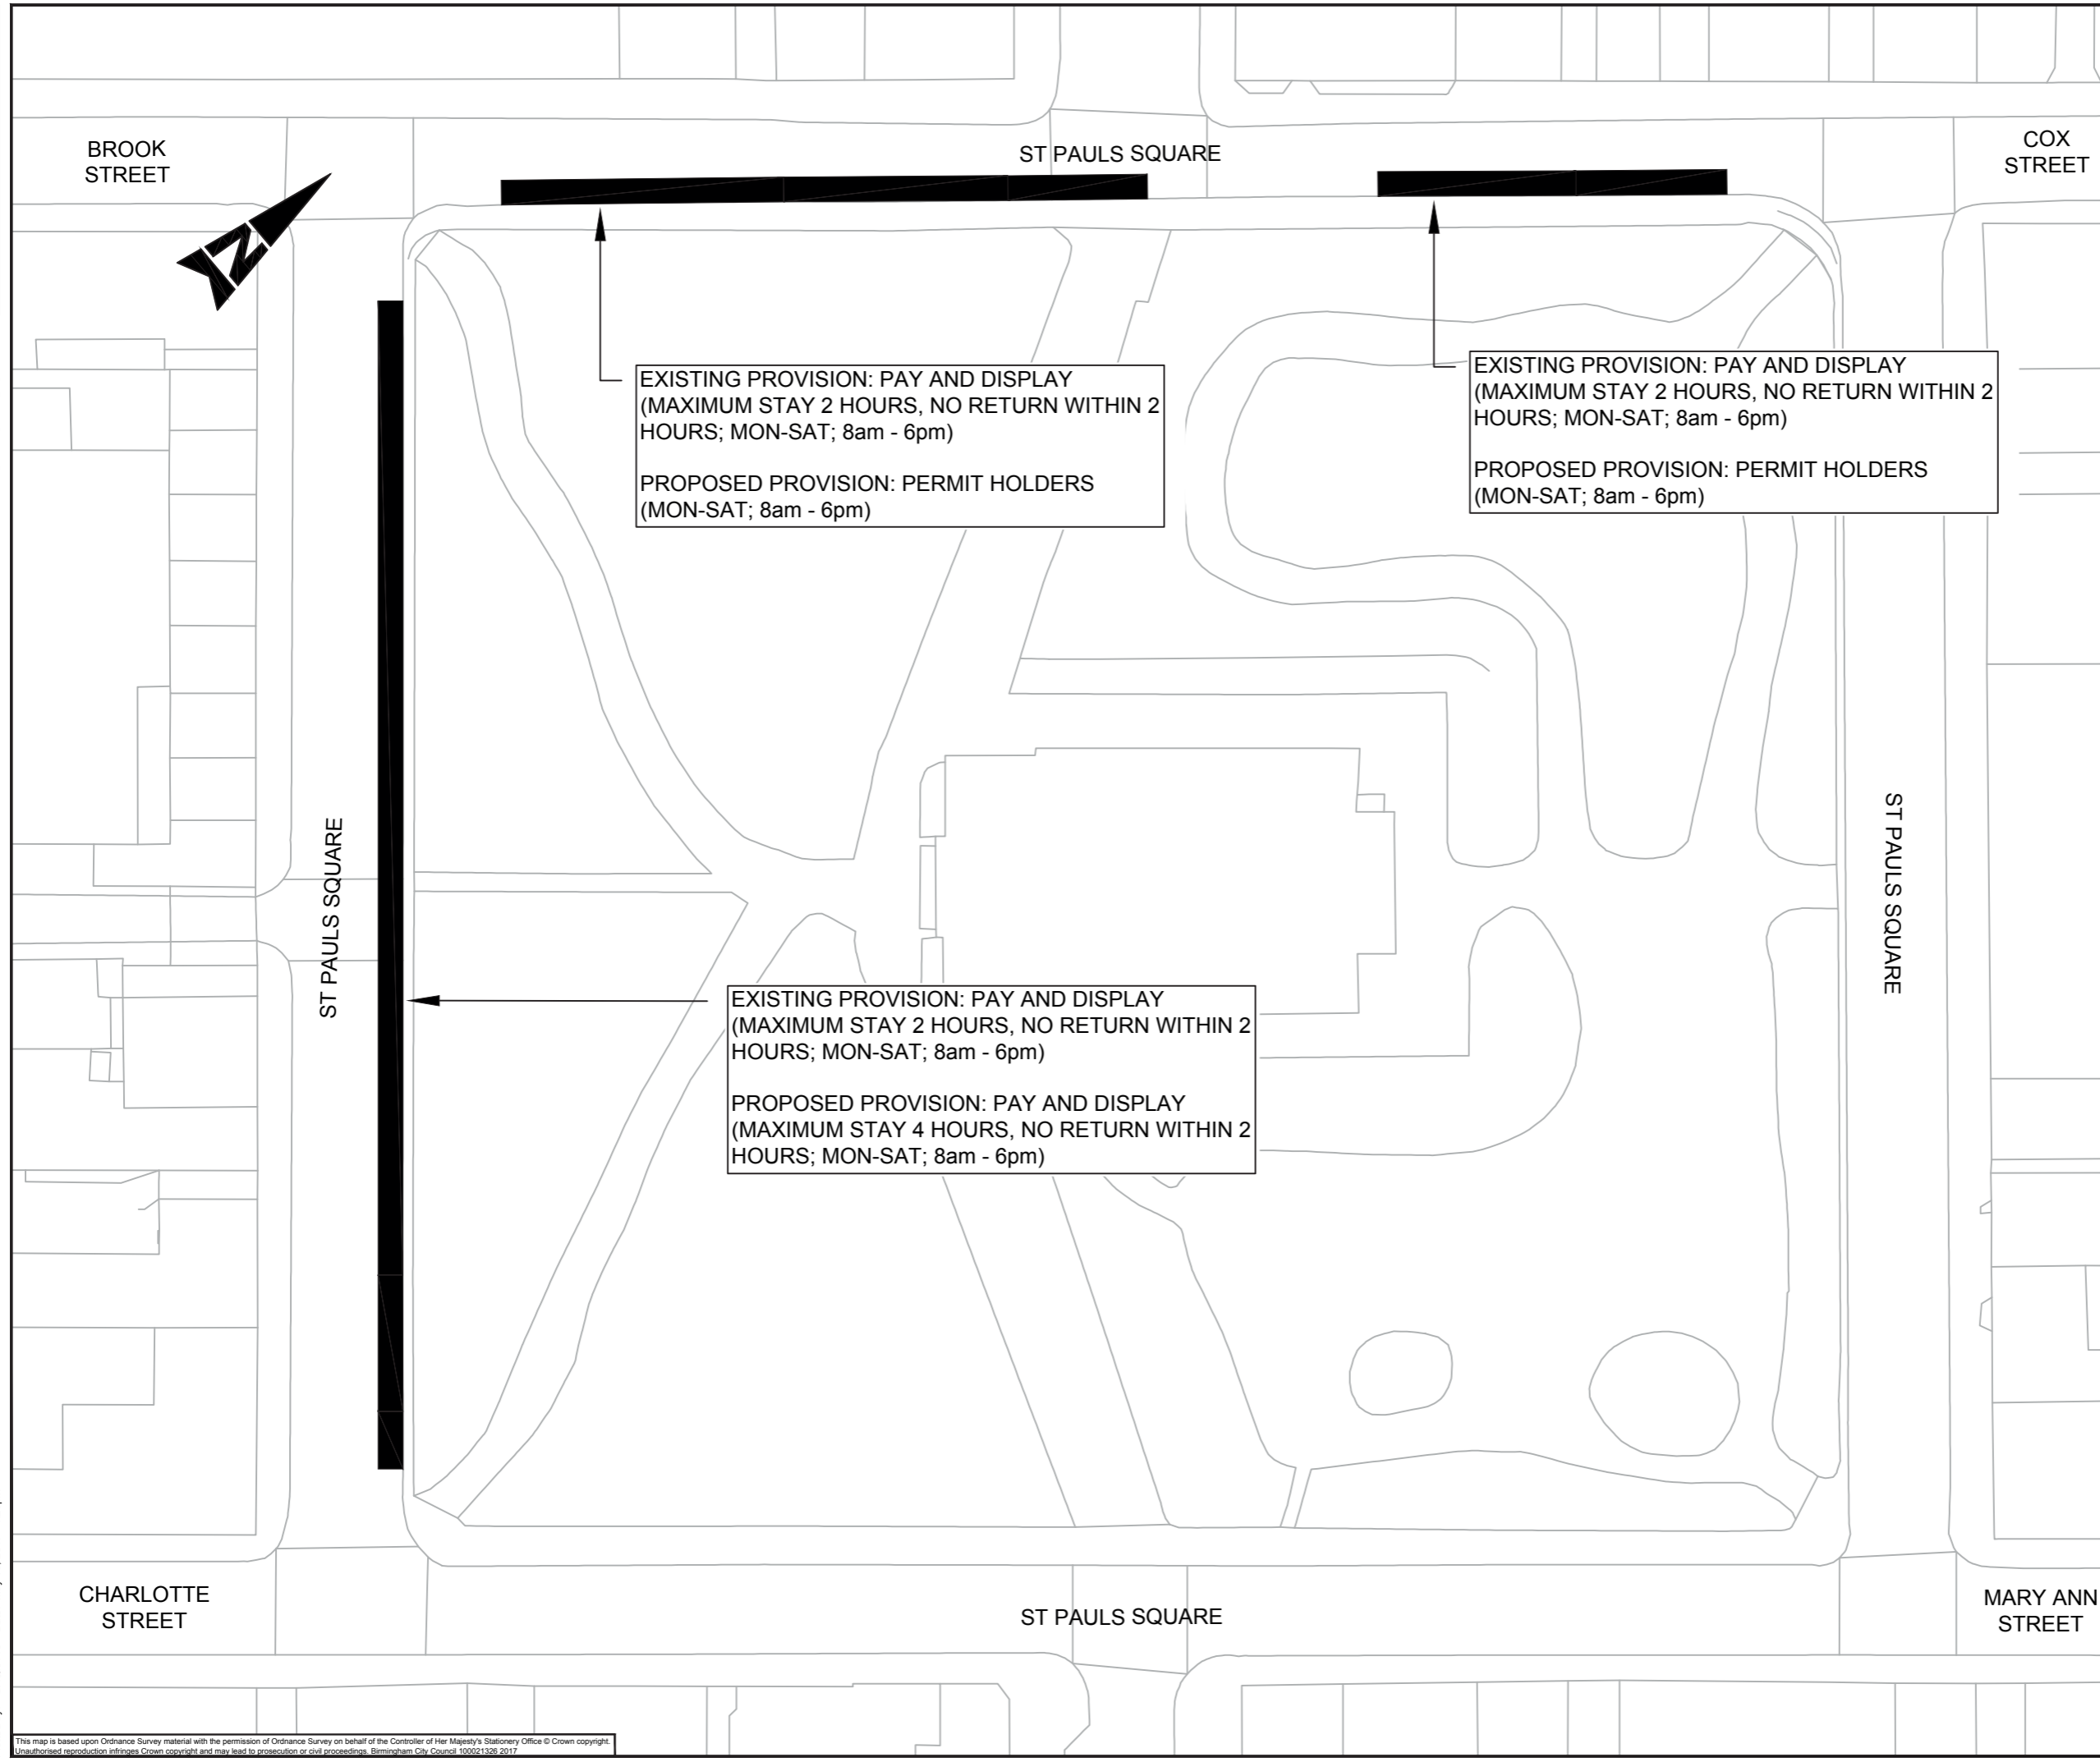 BROOK
STREET
ST PAULS SQUARE
COX
STREET
N
EXISTING PROVISION: PAY AND DISPLAY
(MAXIMUM STAY 2 HOURS, NO RETURN WITHIN 2
HOURS; MON-SAT; 8am - 6pm)
PROPOSED PROVISION: PERMIT HOLDERS
(MON-SAT; 8am - 6pm)
EXISTING PROVISION: PAY AND DISPLAY
(MAXIMUM STAY 2 HOURS, NO RETURN WITHIN 2
HOURS; MON-SAT; 8am - 6pm)
PROPOSED PROVISION: PERMIT HOLDERS
(MON-SAT; 8am - 6pm)
ST PAULS SQUARE
ST PAULS SQUARE
EXISTING PROVISION: PAY AND DISPLAY
(MAXIMUM STAY 2 HOURS, NO RETURN WITHIN 2
HOURS; MON-SAT; 8am - 6pm)
PROPOSED PROVISION: PAY AND DISPLAY
(MAXIMUM STAY 4 HOURS, NO RETURN WITHIN 2
HOURS; MON-SAT; 8am - 6pm)
CHARLOTTE
STREET
ST PAULS SQUARE
MARY ANN
STREET
This map is based upon Ordnance Survey material with the permission of Ordnance Survey on behalf of the Controller of Her Majesty's Stationery Office © Crown copyright.
Unauthorised reproduction infringes Crown copyright and may lead to prosecution or civil proceedings. Birmingham City Council 100021326 2017